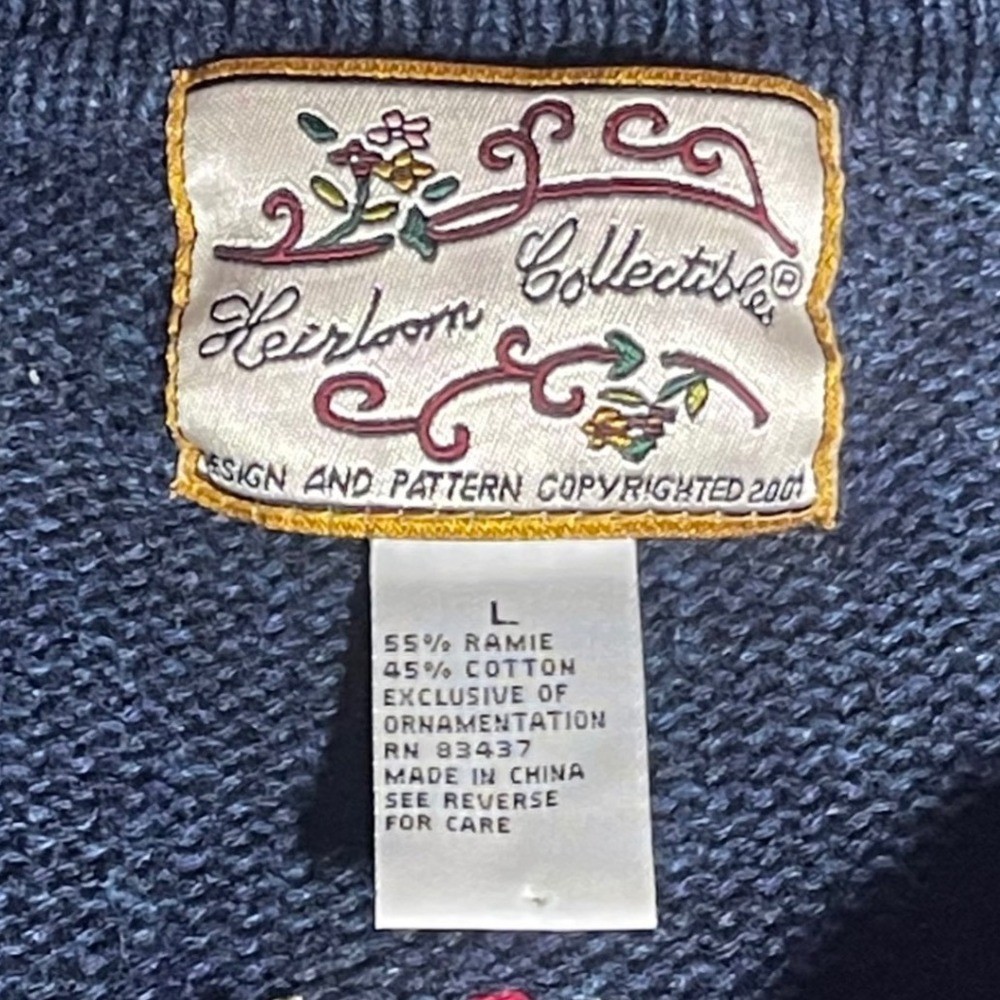 Heirloom Collectibles®
DESIGN AND PATTERN COPYRIGHTED 2001
L
55% RAMIE
45% COTTON
EXCLUSIVE OF
ORNAMENTATION
RN 83437
MADE IN CHINA
SEE REVERSE
FOR CARE